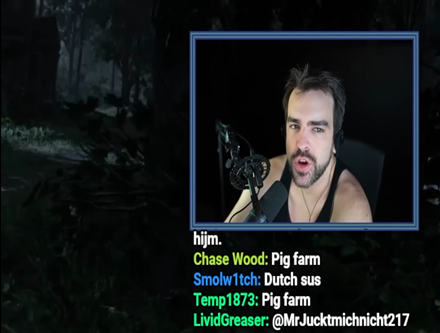 hijm.
Chase Wood: Pig farm
Smolw1tch: Dutch sus
Temp1873: Pig farm
LividGreaser: @MrJucktmichnicht217